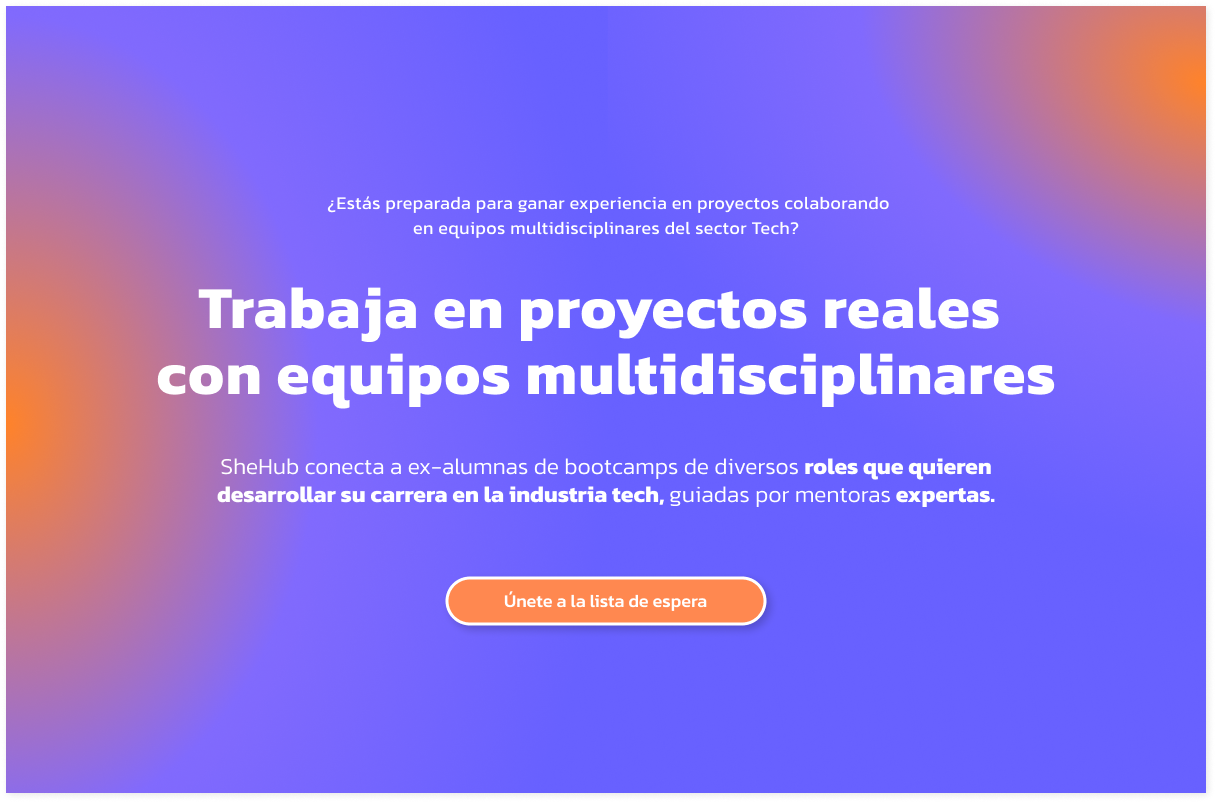 ¿Estás preparada para ganar experiencia en proyectos colaborando
en equipos multidisciplinares del sector Tech?
Trabaja en proyectos reales
con equipos multidisciplinares
SheHub conecta a ex-alumnas de bootcamps de diversos roles que quieren
desarrollar su carrera en la industria tech, guiadas por mentoras expertas.
Únete a la lista de espera